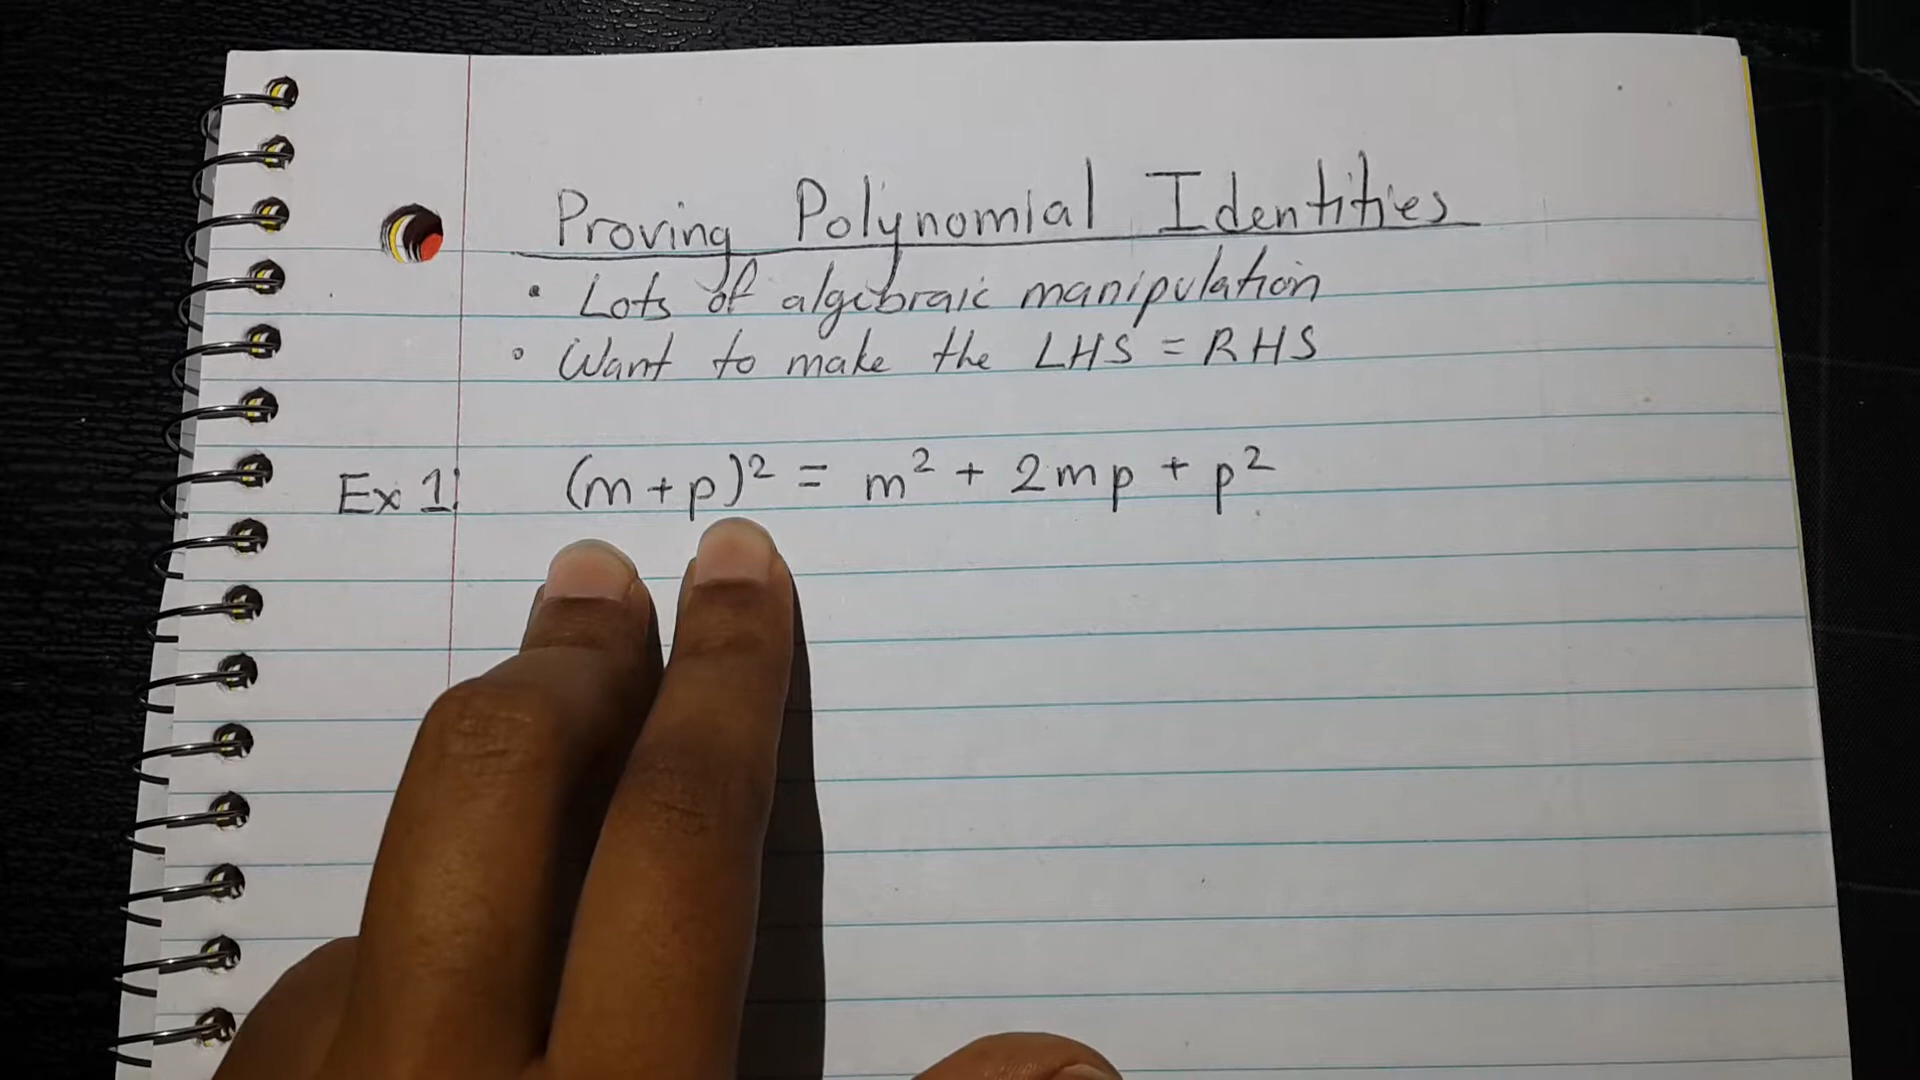 Proving Polynomial Identities
• Lots of algebraic manipulation
• Want to make the LHS = RHS
Ex 1: (m+p)² = m² + 2mp + p²